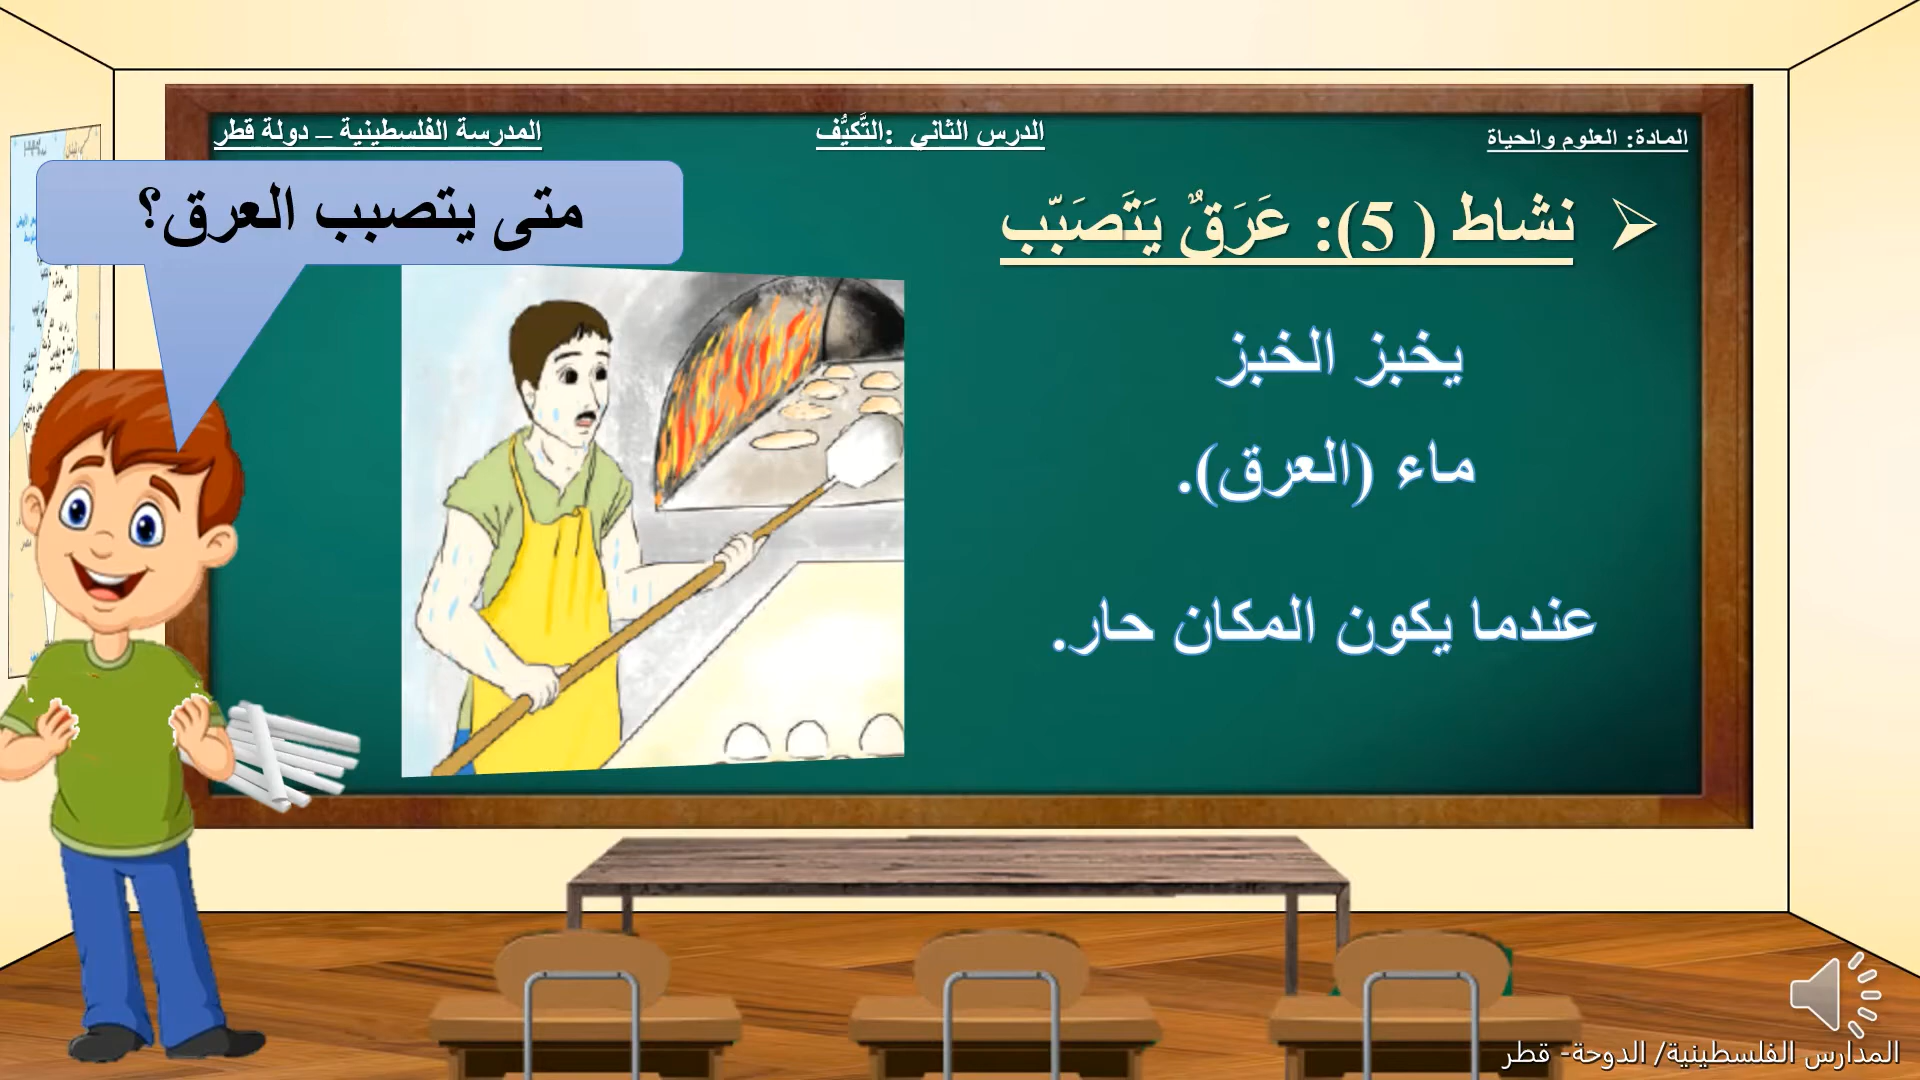 المادة: العلوم والحياة
الدرس الثاني :التَّكيُّف
المدرسة الفلسطينية – دولة قطر
نشاط ( 5): عَرَقٌ يَتَصَبّب
متى يتصبب العرق؟
يخبز الخبز
ماء (العرق).
عندما يكون المكان حار.
المدارس الفلسطينية/ الدوحة- قطر